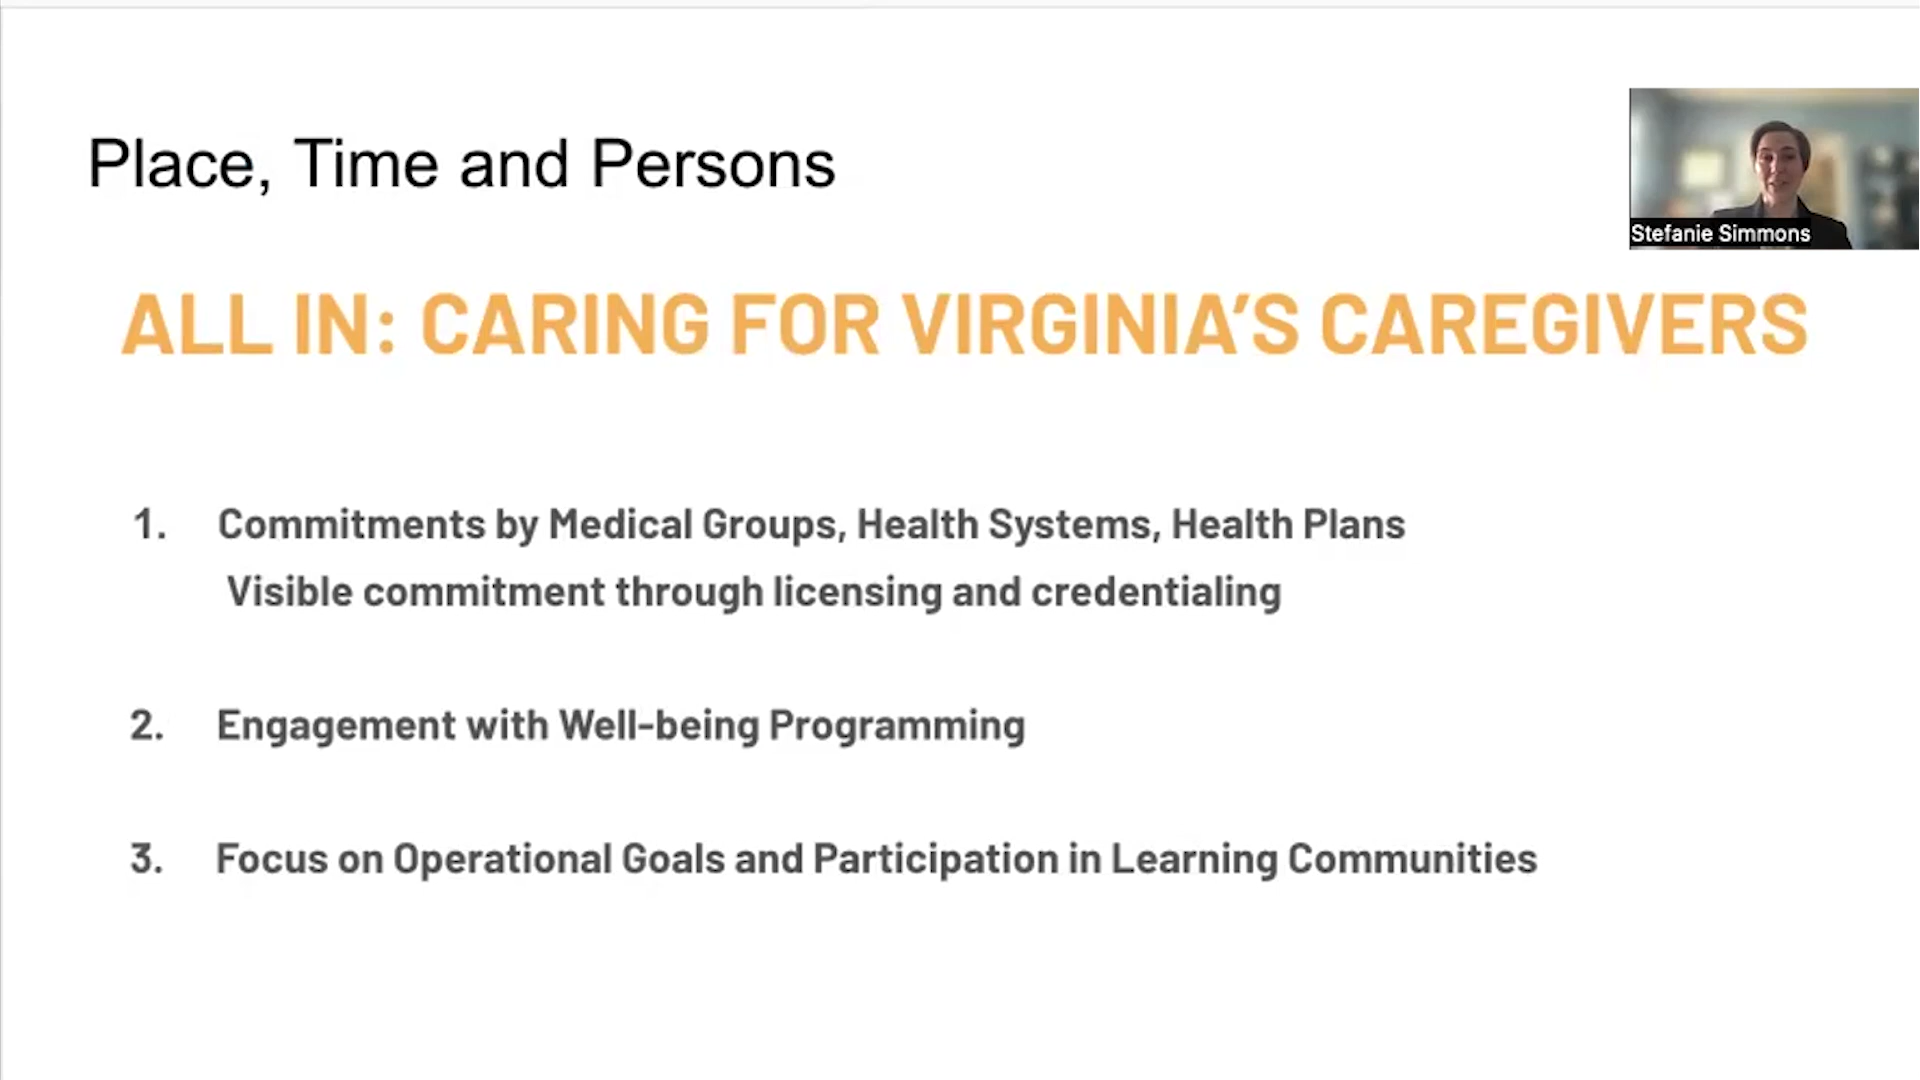 Place, Time and Persons
Stefanie Simmons
ALL IN: CARING FOR VIRGINIA’S CAREGIVERS
1. Commitments by Medical Groups, Health Systems, Health Plans
Visible commitment through licensing and credentialing
2. Engagement with Well-being Programming
3. Focus on Operational Goals and Participation in Learning Communities